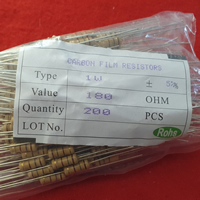 CARBON FILM RESISTORS
Type 1W ± 5%
Value 180 OHM
Quantity 200 PCS
LOT No.
Rohs